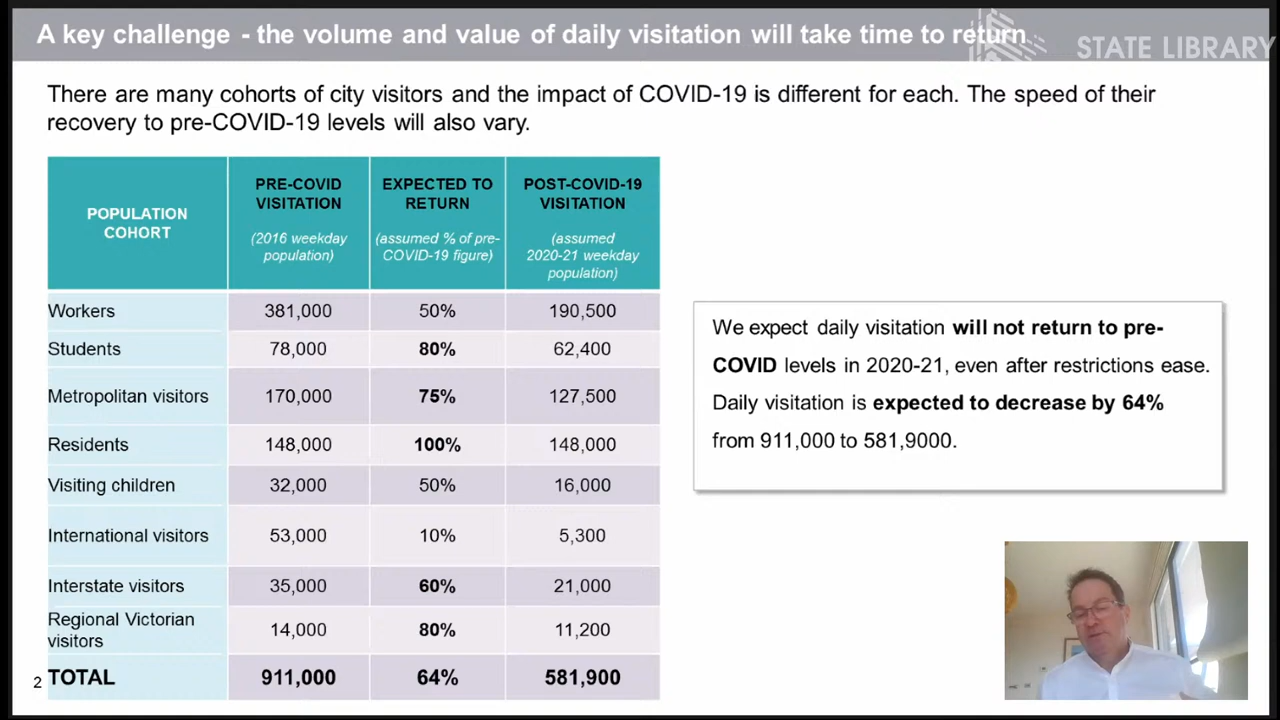 A key challenge - the volume and value of daily visitation will take time to return
STATE LIBRARY
There are many cohorts of city visitors and the impact of COVID-19 is different for each. The speed of their
recovery to pre-COVID-19 levels will also vary.
POPULATION
COHORT
PRE-COVID
VISITATION
(2016 weekday
population)
EXPECTED TO
RETURN
(assumed % of pre-
COVID-19 figure)
POST-COVID-19
VISITATION
(assumed
2020-21 weekday
population)
Workers 381,000 50% 190,500
Students 78,000 80% 62,400
Metropolitan visitors 170,000 75% 127,500
Residents 148,000 100% 148,000
Visiting children 32,000 50% 16,000
International visitors 53,000 10% 5,300
Interstate visitors 35,000 60% 21,000
Regional Victorian
visitors 14,000 80% 11,200
TOTAL 911,000 64% 581,900
We expect daily visitation will not return to pre-
COVID levels in 2020-21, even after restrictions ease.
Daily visitation is expected to decrease by 64%
from 911,000 to 581,9000.
2